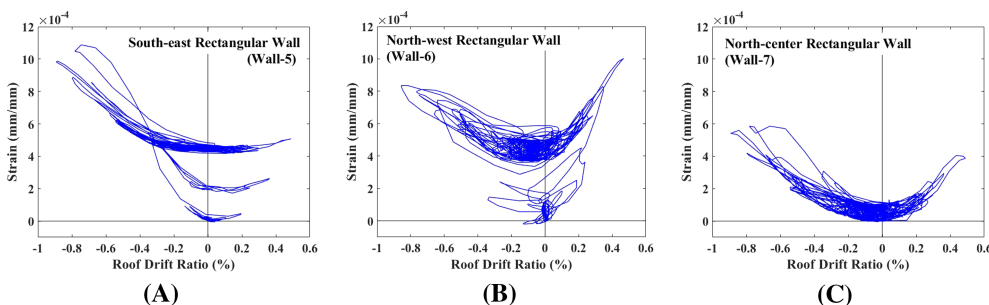 ×10⁻⁴
12
10
8
6
4
2
0
-1 -0.8 -0.6 -0.4 -0.2 0 0.2 0.4 0.6
Strain (mm/mm)
Roof Drift Ratio (%)
South-east Rectangular Wall
(Wall-5)
(A)
×10⁻⁴
12
10
8
6
4
2
0
-1 -0.8 -0.6 -0.4 -0.2 0 0.2 0.4 0.6
Strain (mm/mm)
Roof Drift Ratio (%)
North-west Rectangular Wall
(Wall-6)
(B)
×10⁻⁴
12
10
8
6
4
2
0
-1 -0.8 -0.6 -0.4 -0.2 0 0.2 0.4 0.6
Strain (mm/mm)
Roof Drift Ratio (%)
North-center Rectangular Wall
(Wall-7)
(C)